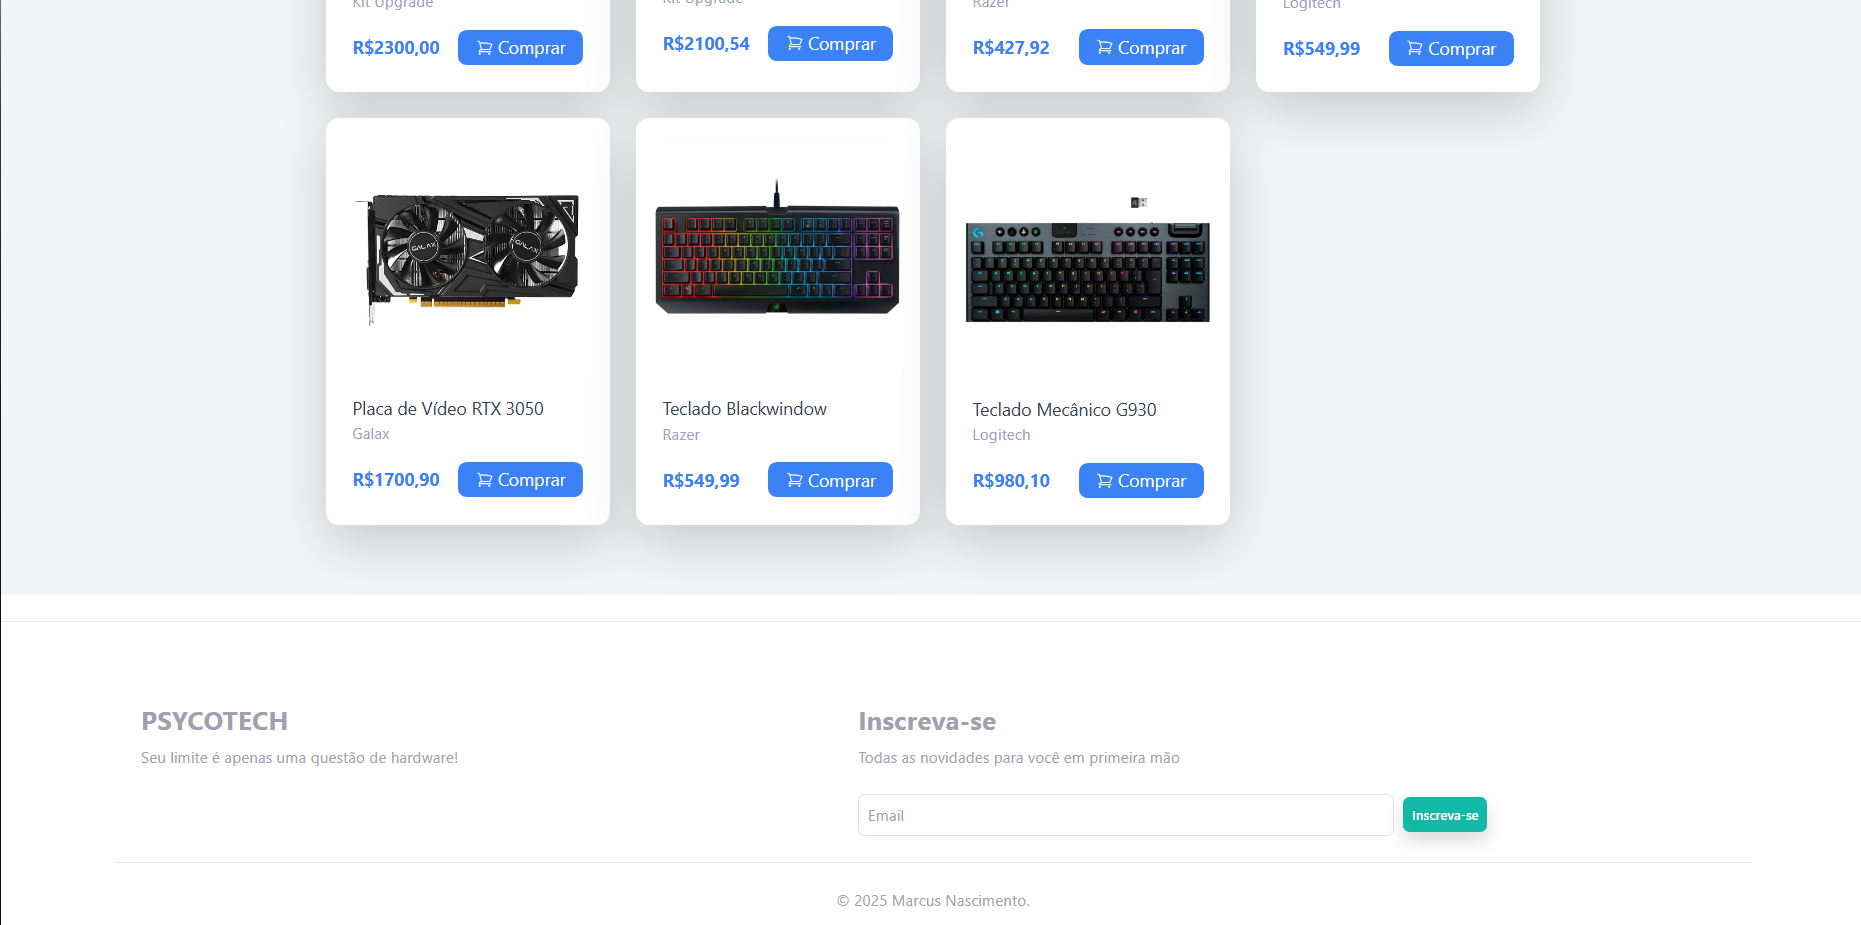 Kit Upgrade
Kit Upgrade
Razer
Logitech
R$2300,00 Comprar
R$2100,54 Comprar
R$427,92 Comprar
R$549,99 Comprar
GALAX GALAX
Placa de Vídeo RTX 3050
Galax
R$1700,90 Comprar
Teclado Blackwindow
Razer
R$549,99 Comprar
G
Teclado Mecânico G930
Logitech
R$980,10 Comprar
PSYCOTECH
Seu limite é apenas uma questão de hardware!
Inscreva-se
Todas as novidades para você em primeira mão
Email
Inscreva-se
© 2025 Marcus Nascimento.